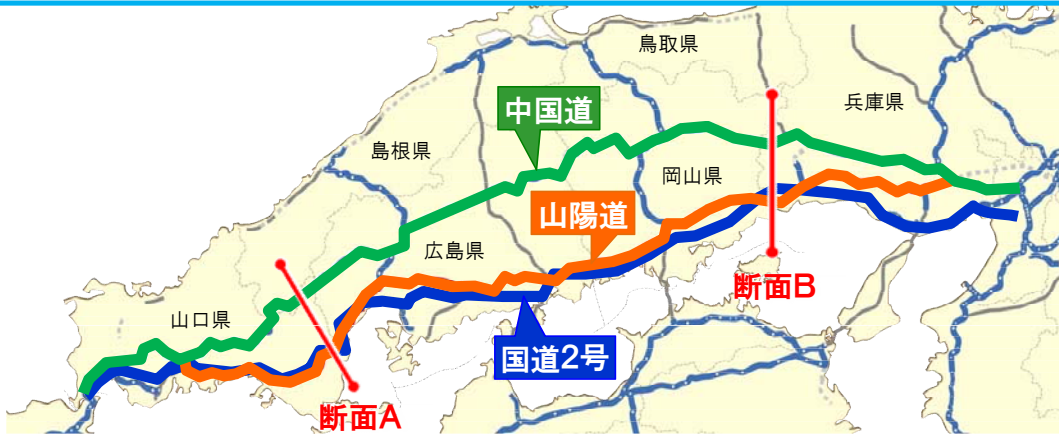 鳥取県
中国道
兵庫県
島根県
岡山県
山陽道
広島県
断面B
山口県
国道2号
断面A